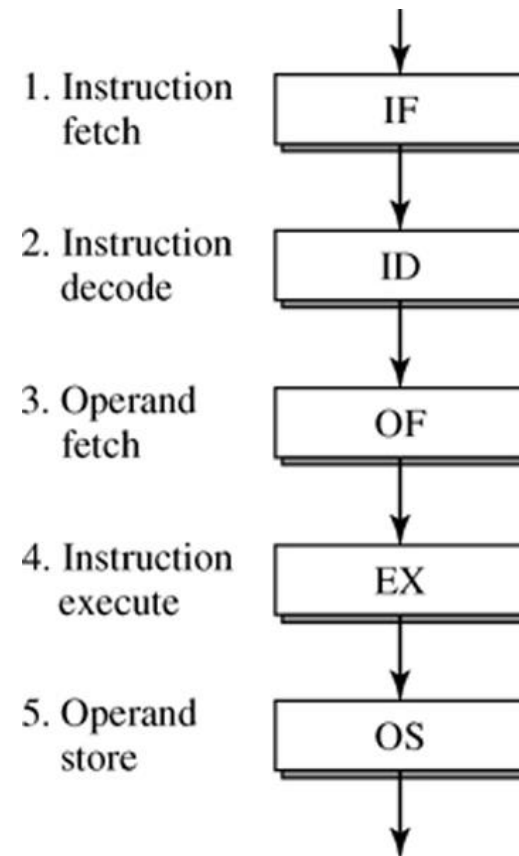 1. Instruction
fetch
IF
2. Instruction
decode
ID
3. Operand
fetch
OF
4. Instruction
execute
EX
5. Operand
store
OS